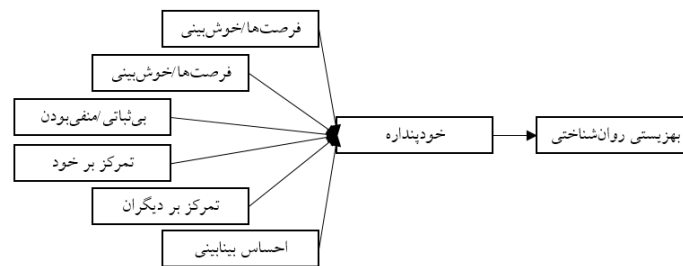 فرصت‌ها/خوش‌بینی
فرصت‌ها/خوش‌بینی
بی‌ثباتی/منفی‌بودن
خودپنداره
بهزیستی روان‌شناختی
تمرکز بر خود
تمرکز بر دیگران
احساس بینابینی